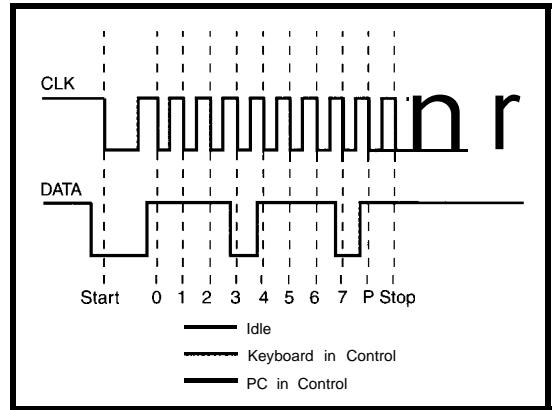 CLK
n r
DATA
Start 0 1 2 3 4 5 6 7 P Stop
Idle
Keyboard in Control
PC in Control